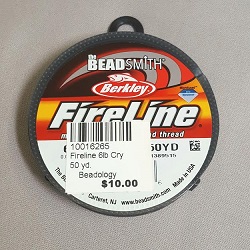 the BEADSMITH
Berkley
FIRELINE
thread
50YD
10016265
Fireline 6lb Cry
50 yd.
Beadology
$10.00
MADE IN USA
Carteret, NJ www.beadsmith.com